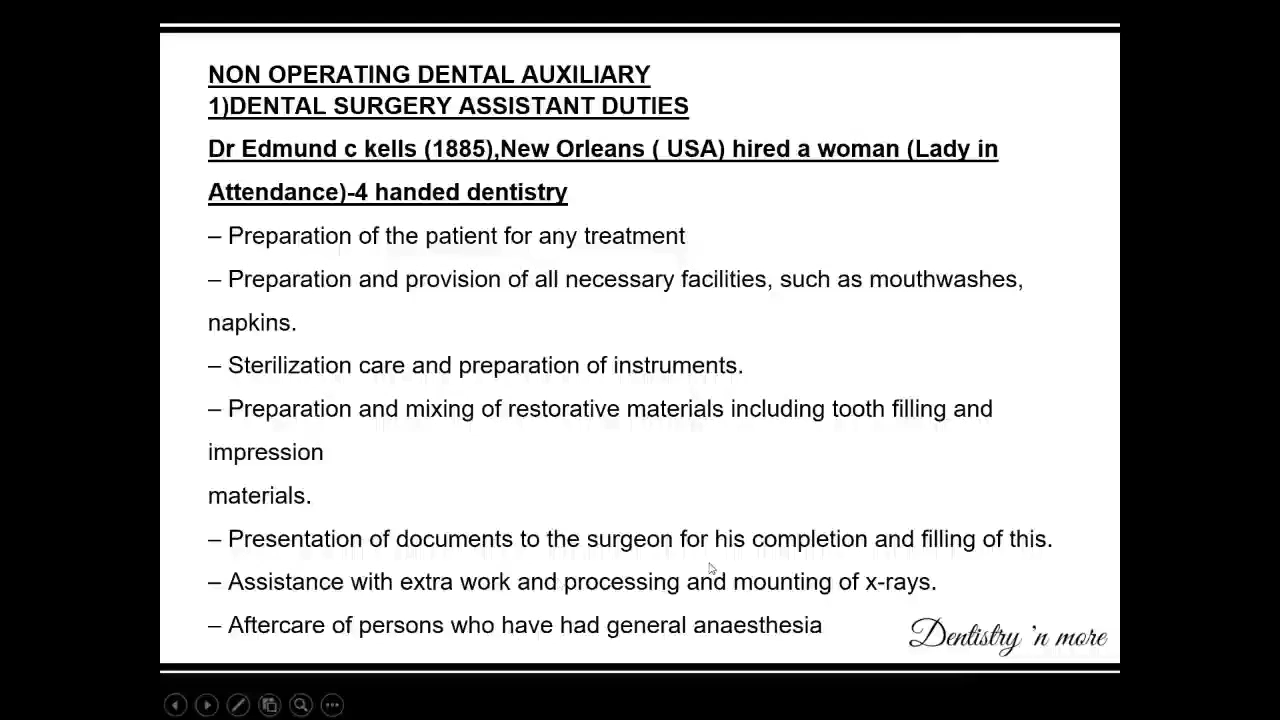 NON OPERATING DENTAL AUXILIARY
1)DENTAL SURGERY ASSISTANT DUTIES
Dr Edmund c kells (1885),New Orleans ( USA) hired a woman (Lady in
Attendance)-4 handed dentistry
– Preparation of the patient for any treatment
– Preparation and provision of all necessary facilities, such as mouthwashes,
napkins.
– Sterilization care and preparation of instruments.
– Preparation and mixing of restorative materials including tooth filling and
impression
materials.
– Presentation of documents to the surgeon for his completion and filling of this.
– Assistance with extra work and processing and mounting of x-rays.
– Aftercare of persons who have had general anaesthesia
Dentistry 'n more